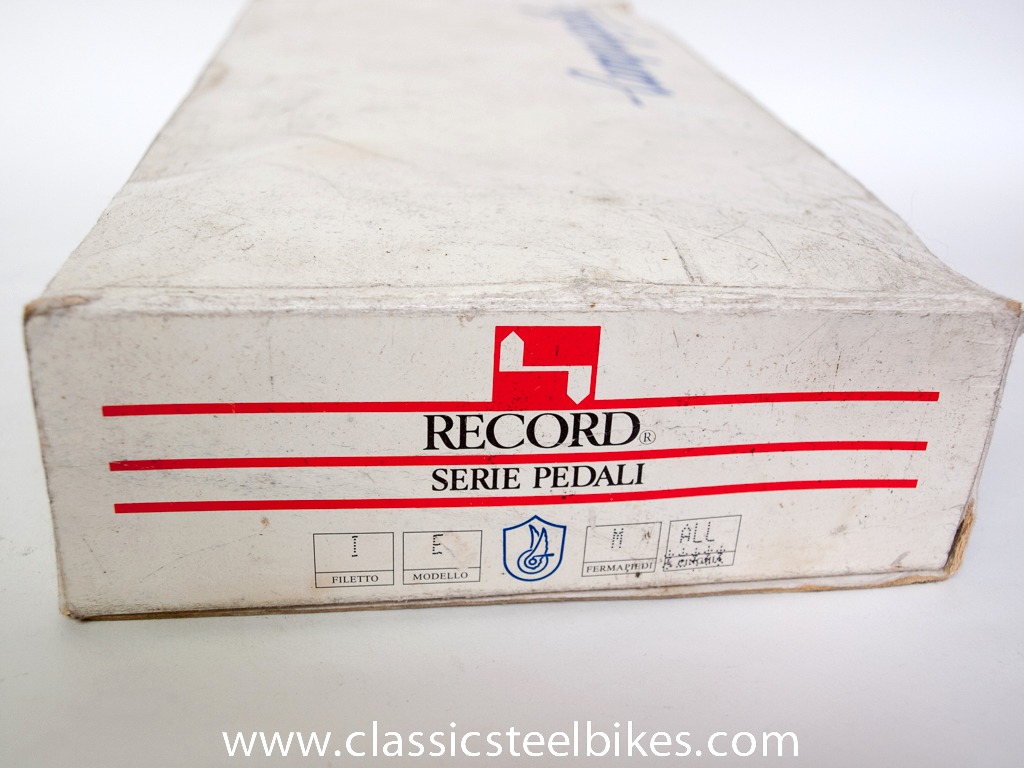 RECORD®
SERIE PEDALI
I
FILETTO
E
MODELLO
M
FERMAPIEDI
ALL
www.classicsteelbikes.com